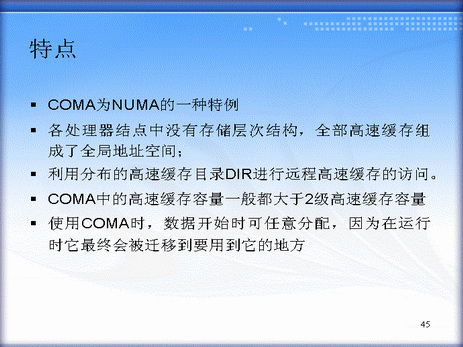 特点
▪ COMA为NUMA的一种特例
▪ 各处理器结点中没有存储层次结构，全部高速缓存组
成了全局地址空间；
▪ 利用分布的高速缓存目录DIR进行远程高速缓存的访问。
▪ COMA中的高速缓存容量一般都大于2级高速缓存容量
▪ 使用COMA时，数据开始时可任意分配，因为在运行
时它最终会被迁移到要用到它的地方
45